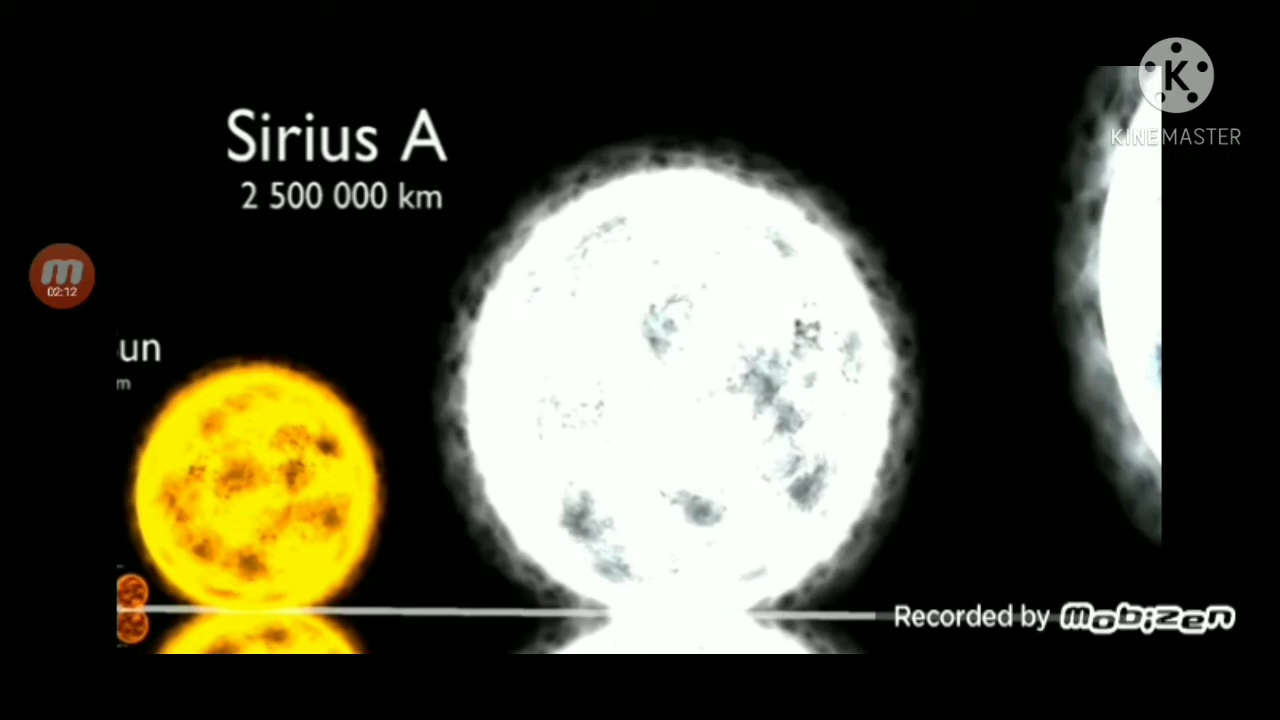 Sirius A
2 500 000 km
un
m
02:12
K
KINEMASTER
Recorded by mobizen